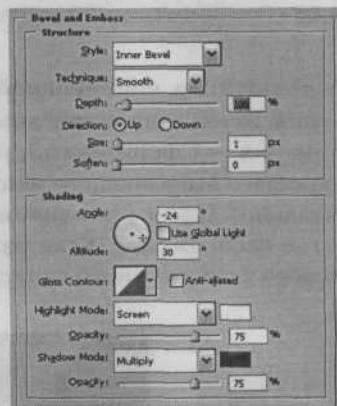 Bevel and Emboss
Structure
Style: Inner Bevel
Technique: Smooth
Depth: 100 %
Direction: Up Down
Size: 1 px
Soften: 0 px
Shading
Angle: -24 °
Use Global Light
Altitude: 30 °
Gloss Contour: Anti-aliased
Highlight Mode: Screen
Opacity: 75 %
Shadow Mode: Multiply
Opacity: 75 %